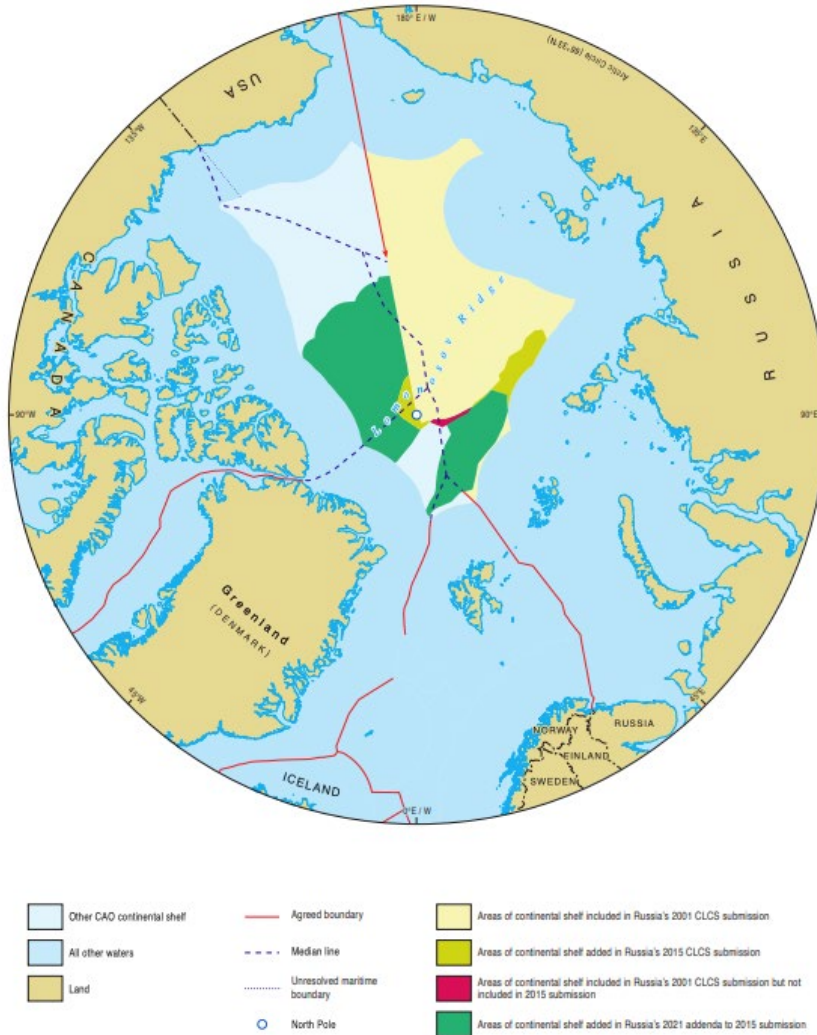 180° E / W
Arctic Circle (66°33'N)
USA
135°W
135°E
RUSSIA
CANADA
Lomonosov Ridge
90°W
90°E
Greenland
(DENMARK)
45°W
45°E
NORWAY
RUSSIA
FINLAND
SWEDEN
ICELAND
0°E / W
Other CAO continental shelf
All other waters
Land
Agreed boundary
Median line
Unresolved maritime
boundary
North Pole
Areas of continental shelf included in Russia's 2001 CLCS submission
Areas of continental shelf added in Russia's 2015 CLCS submission
Areas of continental shelf included in Russia's 2001 CLCS submission but not
included in 2015 submission
Areas of continental shelf added in Russia's 2021 addenda to 2015 submission